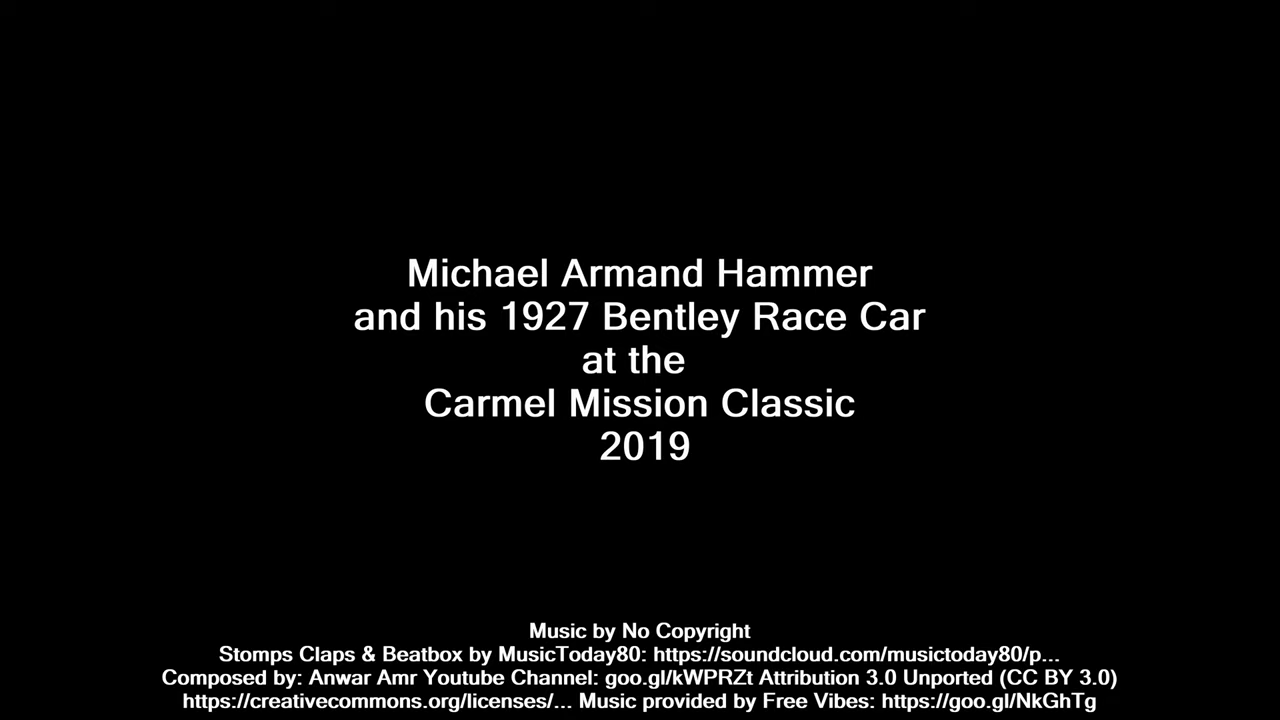 Michael Armand Hammer
and his 1927 Bentley Race Car
at the
Carmel Mission Classic
2019
Music by No Copyright
Stomps Claps & Beatbox by MusicToday80: https://soundcloud.com/musictoday80/p...
Composed by: Anwar Amr Youtube Channel: goo.gl/kWPRZt Attribution 3.0 Unported (CC BY 3.0)
https://creativecommons.org/licenses/... Music provided by Free Vibes: https://goo.gl/NkGhTg